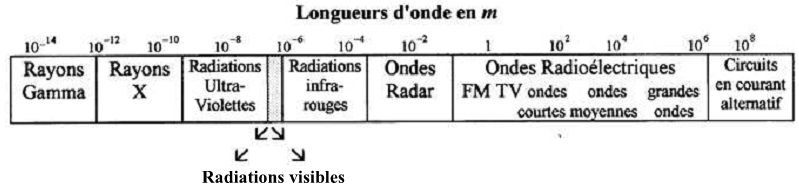 Longueurs d'onde en m
10⁻¹⁴ 10⁻¹² 10⁻¹⁰ 10⁻⁸ 10⁻⁶ 10⁻⁴ 10⁻² 1 10² 10⁴ 10⁶ 10⁸
Rayons
Gamma
Rayons
X
Radiations
Ultra-
Violettes
Radiations
infra-
rouges
Ondes
Radar
Ondes Radioélectriques
FM TV ondes ondes grandes
courtes moyennes ondes
Circuits
en courant
alternatif
Radiations visibles